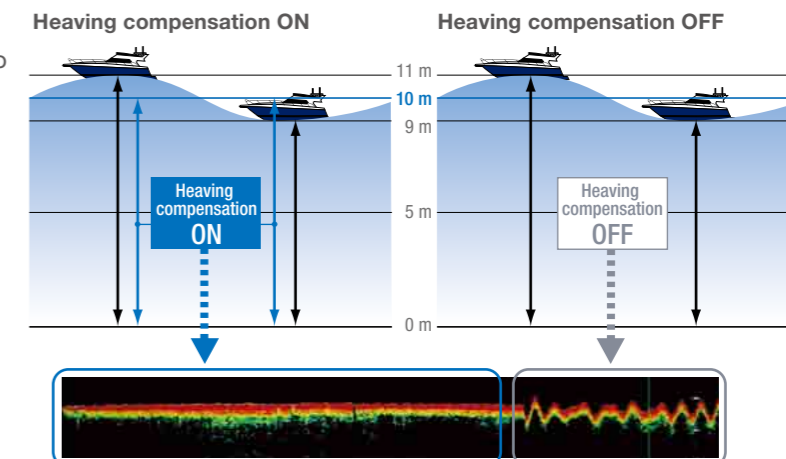 Heaving compensation ON
Heaving compensation OFF
11 m
10 m
9 m
5 m
0 m
Heaving
compensation
ON
Heaving
compensation
OFF